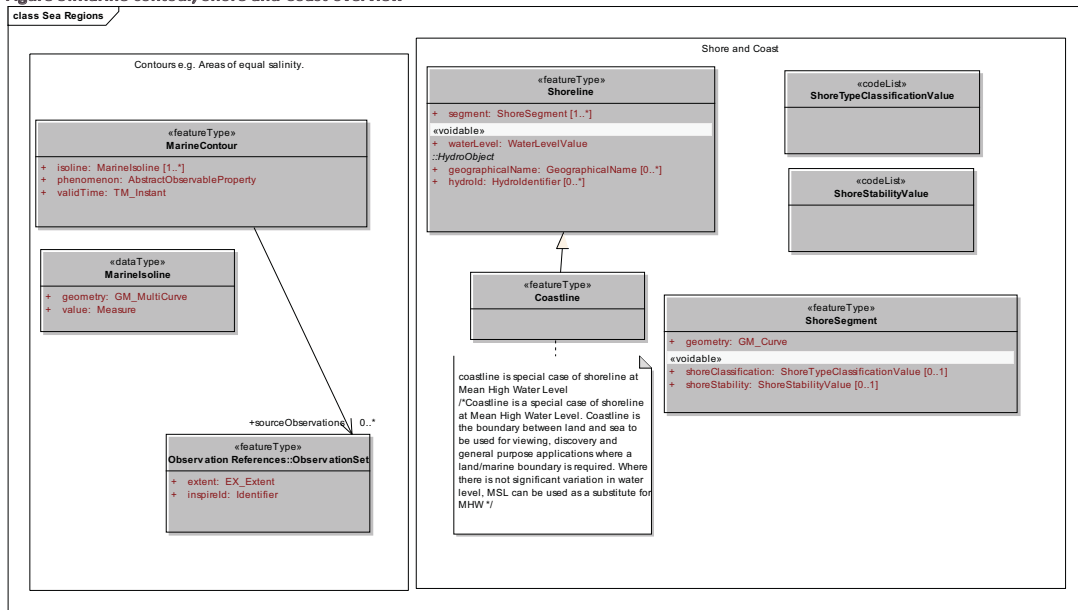 class Sea Regions
Contours e.g. Areas of equal salinity.
«featureType»
MarineContour
+ isoline: MarineIsoline [1..*]
+ phenomenon: AbstractObservableProperty
+ validTime: TM_Instant
«dataType»
MarineIsoline
+ geometry: GM_MultiCurve
+ value: Measure
+sourceObservations 0..*
«featureType»
Observation References::ObservationSet
+ extent: EX_Extent
+ inspireId: Identifier
Shore and Coast
«featureType»
Shoreline
+ segment: ShoreSegment [1..*]
«voidable»
+ waterLevel: WaterLevelValue
::HydroObject
+ geographicalName: GeographicalName [0..*]
+ hydroId: HydroIdentifier [0..*]
«codeList»
ShoreTypeClassificationValue
«codeList»
ShoreStabilityValue
«featureType»
Coastline
«featureType»
ShoreSegment
+ geometry: GM_Curve
«voidable»
+ shoreClassification: ShoreTypeClassificationValue [0..1]
+ shoreStability: ShoreStabilityValue [0..1]
coastline is special case of shoreline at
Mean High Water Level
/*Coastline is a special case of shoreline
at Mean High Water Level. Coastline is
the boundary between land and sea to
be used for viewing, discovery and
general purpose applications where a
land/marine boundary is required. Where
there is not significant variation in water
level, MSL can be used as a substitute for
MHW */